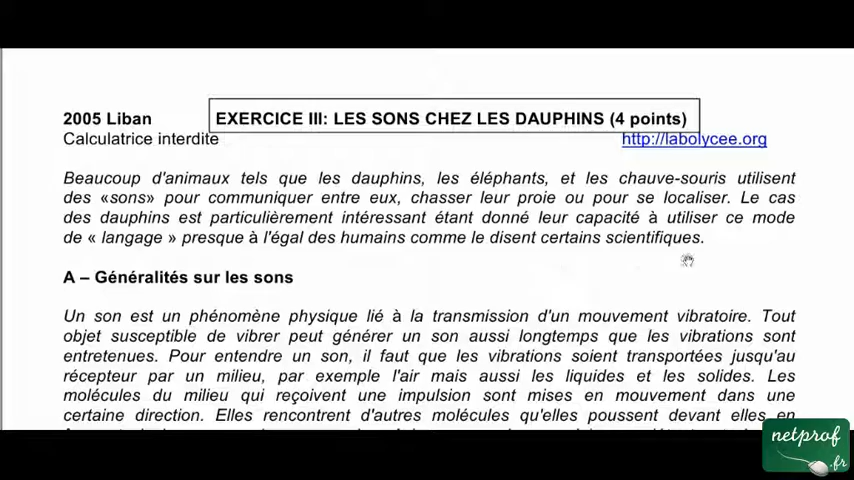 2005 Liban EXERCICE III: LES SONS CHEZ LES DAUPHINS (4 points)
Calculatrice interdite http://labolycee.org
Beaucoup d'animaux tels que les dauphins, les éléphants, et les chauve-souris utilisent
des «sons» pour communiquer entre eux, chasser leur proie ou pour se localiser. Le cas
des dauphins est particulièrement intéressant étant donné leur capacité à utiliser ce mode
de « langage » presque à l'égal des humains comme le disent certains scientifiques.
A – Généralités sur les sons
Un son est un phénomène physique lié à la transmission d'un mouvement vibratoire. Tout
objet susceptible de vibrer peut générer un son aussi longtemps que les vibrations sont
entretenues. Pour entendre un son, il faut que les vibrations soient transportées jusqu'au
récepteur par un milieu, par exemple l'air mais aussi les liquides et les solides. Les
molécules du milieu qui reçoivent une impulsion sont mises en mouvement dans une
certaine direction. Elles rencontrent d'autres molécules qu'elles poussent devant elles en
netprof
.fr